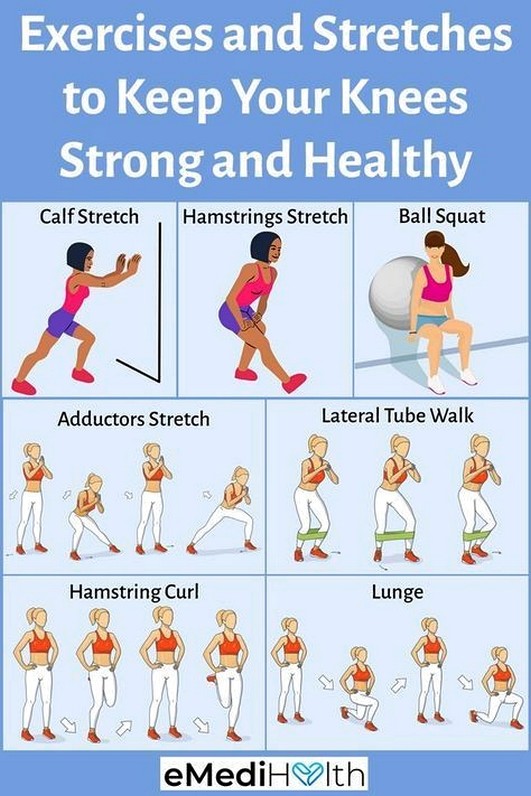 Exercises and Stretches
to Keep Your Knees
Strong and Healthy
Calf Stretch
Hamstrings Stretch
Ball Squat
Adductors Stretch
Lateral Tube Walk
Hamstring Curl
Lunge
eMediHealth